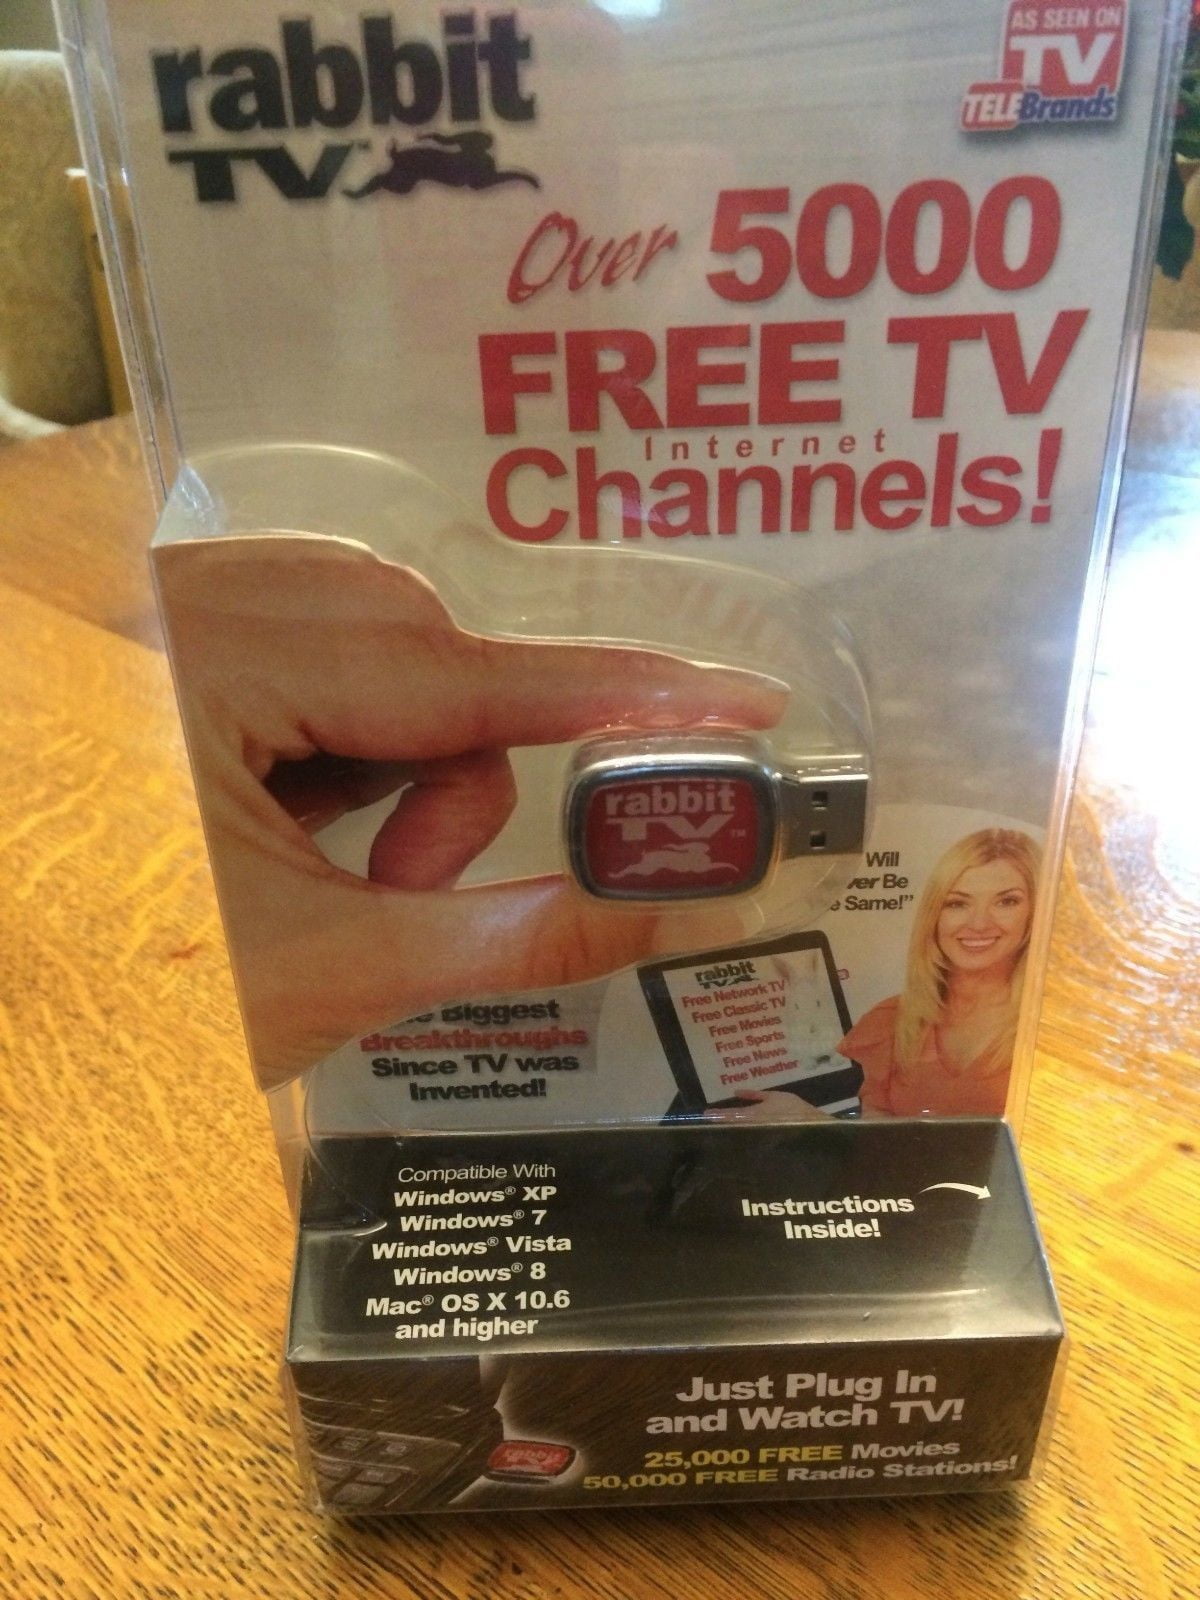 rabbit
TV™
AS SEEN ON
TV
TELEBrands
Over 5000
FREE TV
Internet
Channels!
rabbit
TV™
Will
Be
Same!"
rabbit
TV
Free Network TV
Free Classic TV
Free Movies
Free Sports
Free News
Free Weather
Biggest
Breakthroughs
Since TV was
Invented!
Compatible With
Windows® XP
Windows® 7
Windows® Vista
Windows® 8
Mac® OS X 10.6
and higher
Instructions
Inside!
Just Plug In
and Watch TV!
25,000 FREE Movies
50,000 FREE Radio Stations!
rabbit
TV